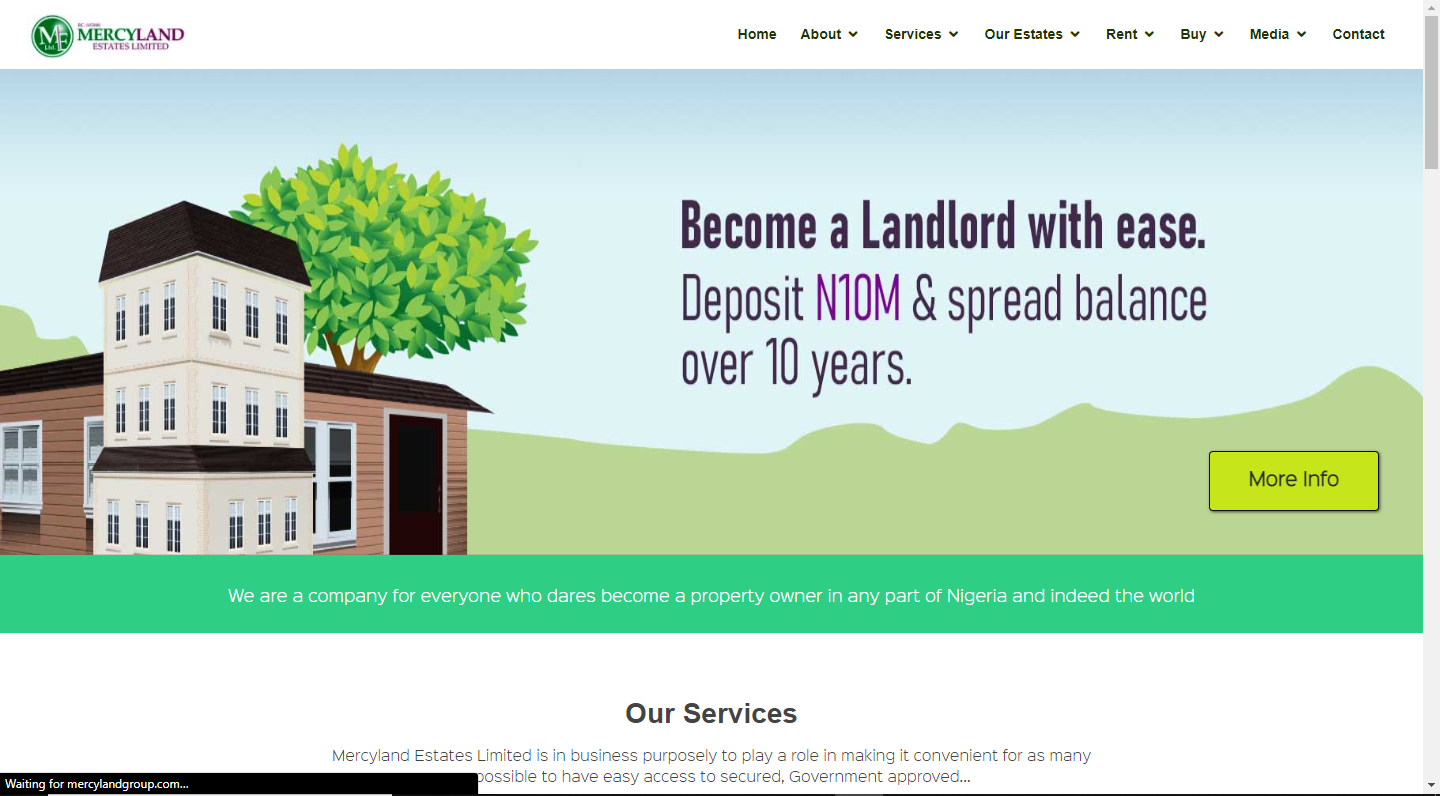 MERCYLAND
ESTATES LIMITED
ME
Ltd.
Home About Services Our Estates Rent Buy Media Contact
Become a Landlord with ease.
Deposit N10M & spread balance
over 10 years.
More Info
We are a company for everyone who dares become a property owner in any part of Nigeria and indeed the world
Our Services
Mercyland Estates Limited is in business purposely to play a role in making it convenient for as many
possible to have easy access to secured, Government approved...
Waiting for mercylandgroup.com...